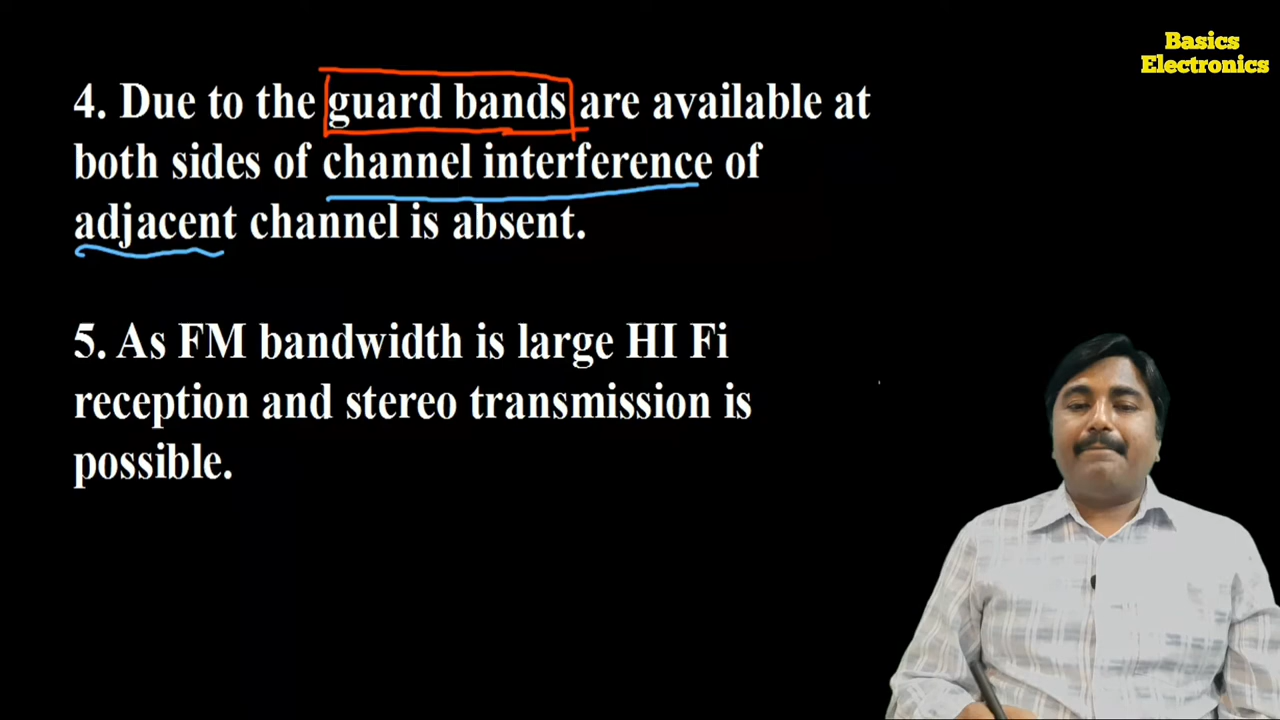 Basics
Electronics
4. Due to the guard bands are available at
both sides of channel interference of
adjacent channel is absent.
5. As FM bandwidth is large HI Fi
reception and stereo transmission is
possible.